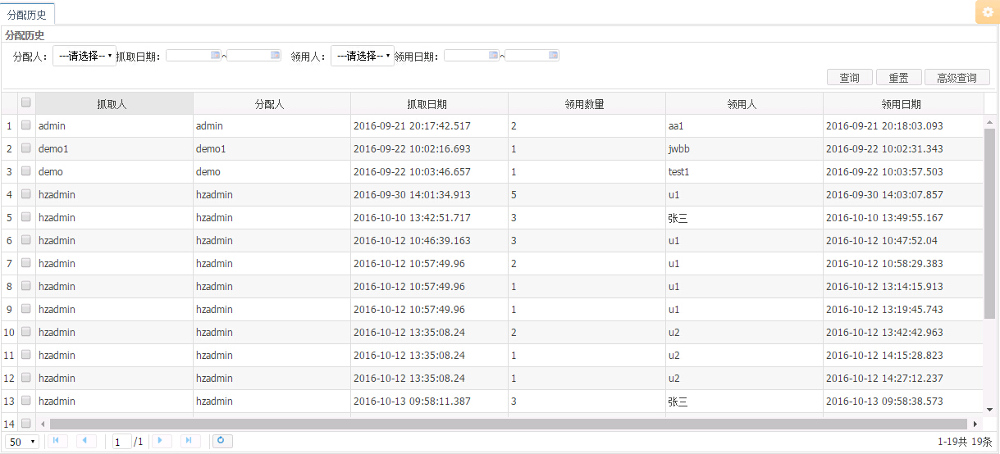 分配历史
分配历史
分配人： ---请选择-- 抓取日期： ~ 领用人： ---请选择-- 领用日期： ~
查询 重置 高级查询
抓取人 分配人 抓取日期 领用数量 领用人 领用日期
1 admin admin 2016-09-21 20:17:42.517 2 aa1 2016-09-21 20:18:03.093
2 demo1 demo1 2016-09-22 10:02:16.693 1 jwbb 2016-09-22 10:02:31.343
3 demo demo 2016-09-22 10:03:46.657 1 test1 2016-09-22 10:03:57.503
4 hzadmin hzadmin 2016-09-30 14:01:34.913 5 u1 2016-09-30 14:03:07.857
5 hzadmin hzadmin 2016-10-10 13:42:51.717 3 张三 2016-10-10 13:49:55.167
6 hzadmin hzadmin 2016-10-12 10:46:39.163 3 u1 2016-10-12 10:47:52.04
7 hzadmin hzadmin 2016-10-12 10:57:49.96 2 u1 2016-10-12 10:58:29.383
8 hzadmin hzadmin 2016-10-12 10:57:49.96 1 u1 2016-10-12 13:14:15.913
9 hzadmin hzadmin 2016-10-12 10:57:49.96 1 u1 2016-10-12 13:19:45.743
10 hzadmin hzadmin 2016-10-12 13:35:08.24 2 u2 2016-10-12 13:42:42.963
11 hzadmin hzadmin 2016-10-12 13:35:08.24 1 u2 2016-10-12 14:15:28.823
12 hzadmin hzadmin 2016-10-12 13:35:08.24 1 u2 2016-10-12 14:27:12.237
13 hzadmin hzadmin 2016-10-13 09:58:11.387 3 张三 2016-10-13 09:58:38.573
14
50 1 /1 1-19共 19条